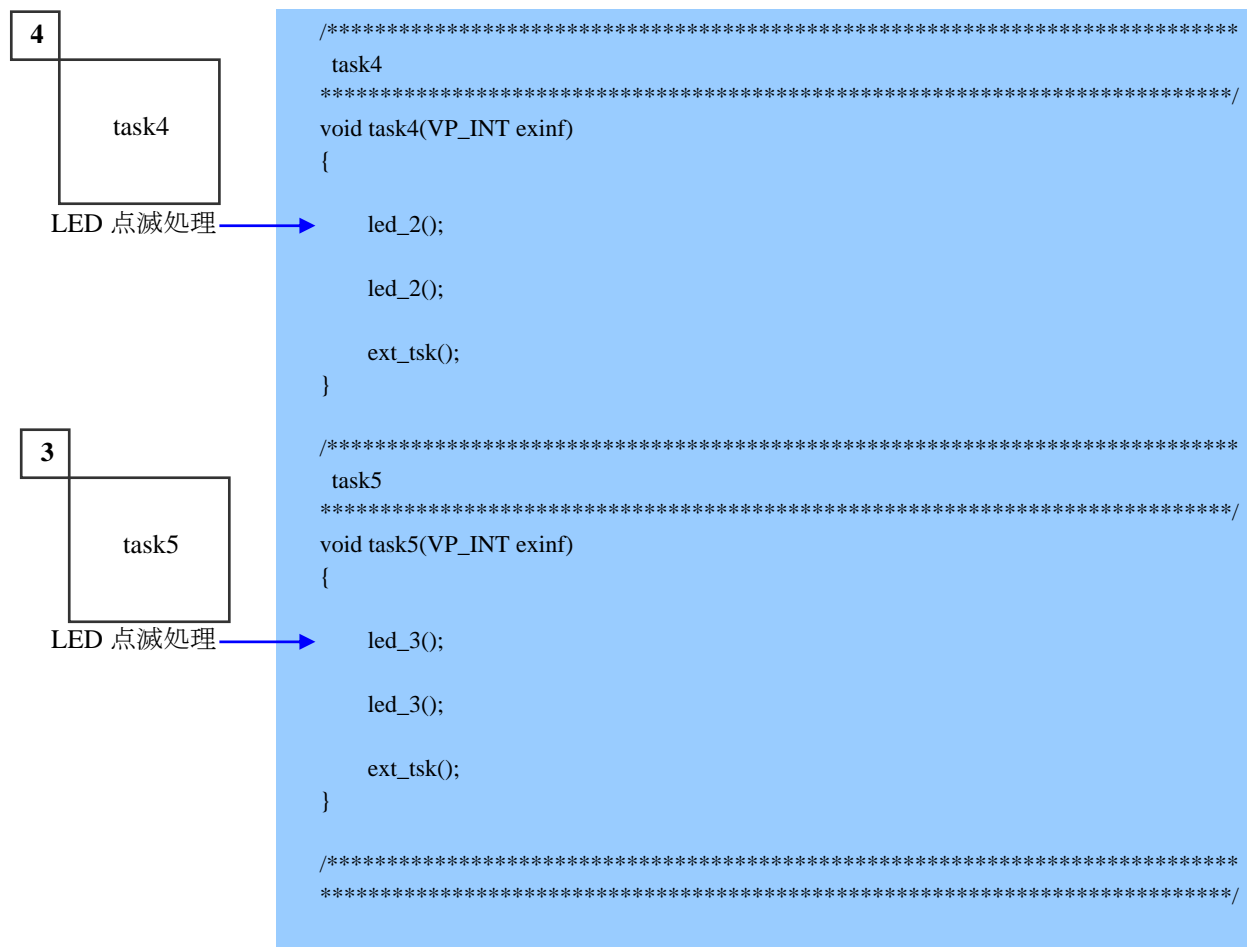 4
/****************************************************************************
task4
****************************************************************************/
task4
void task4(VP_INT exinf)
{
LED 点滅処理
led_2();
led_2();
ext_tsk();
}
3
/****************************************************************************
task5
****************************************************************************/
task5
void task5(VP_INT exinf)
{
LED 点滅処理
led_3();
led_3();
ext_tsk();
}
/****************************************************************************
****************************************************************************/